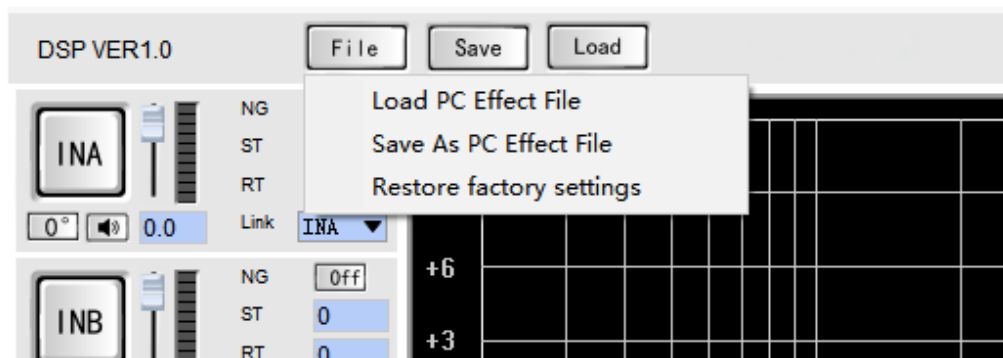 DSP VER1.0 File Save Load
Load PC Effect File
Save As PC Effect File
Restore factory settings
INA
NG
ST
RT
0° 0.0 Link INA
+6
INB
NG Off
ST 0
RT 0
+3